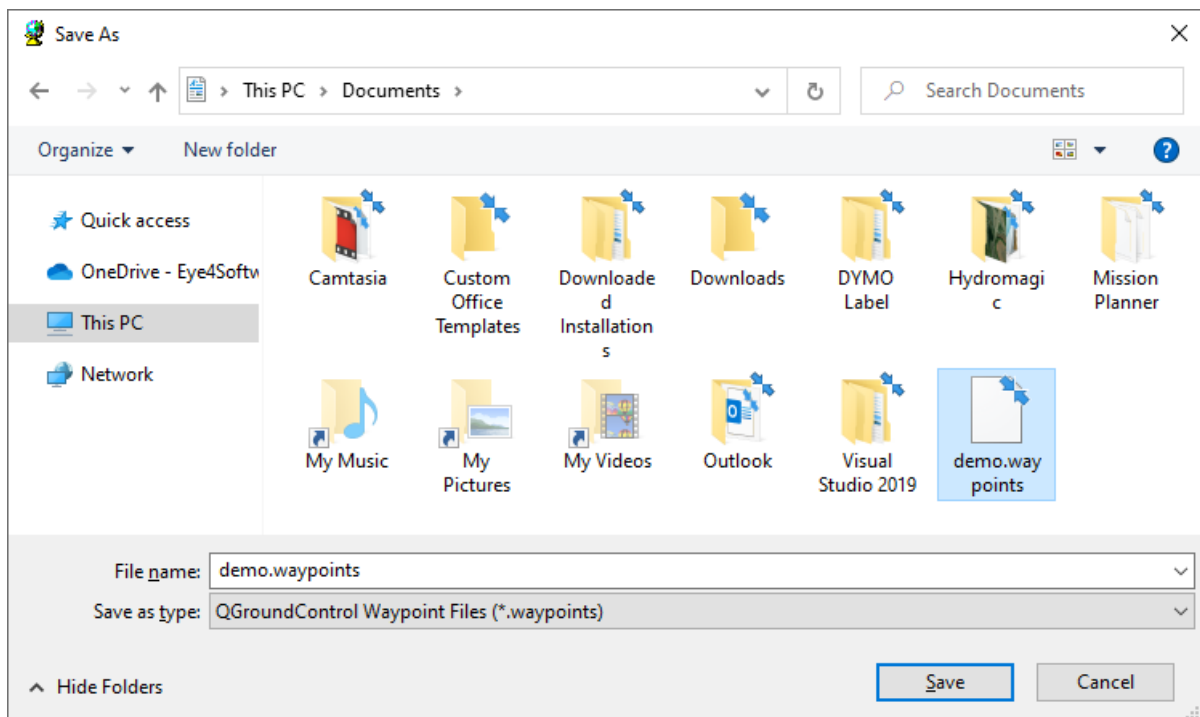 Save As
This PC > Documents >
Search Documents
Organize
New folder
?
Quick access
OneDrive - Eye4Softw
This PC
Network
Camtasia
Custom
Office
Templates
Downloade
d
Installation
s
Downloads
DYMO
Label
Hydromagi
c
Mission
Planner
My Music
My
Pictures
My Videos
Outlook
Visual
Studio 2019
demo.way
points
File name: demo.waypoints
Save as type: QGroundControl Waypoint Files (*.waypoints)
Hide Folders
Save
Cancel